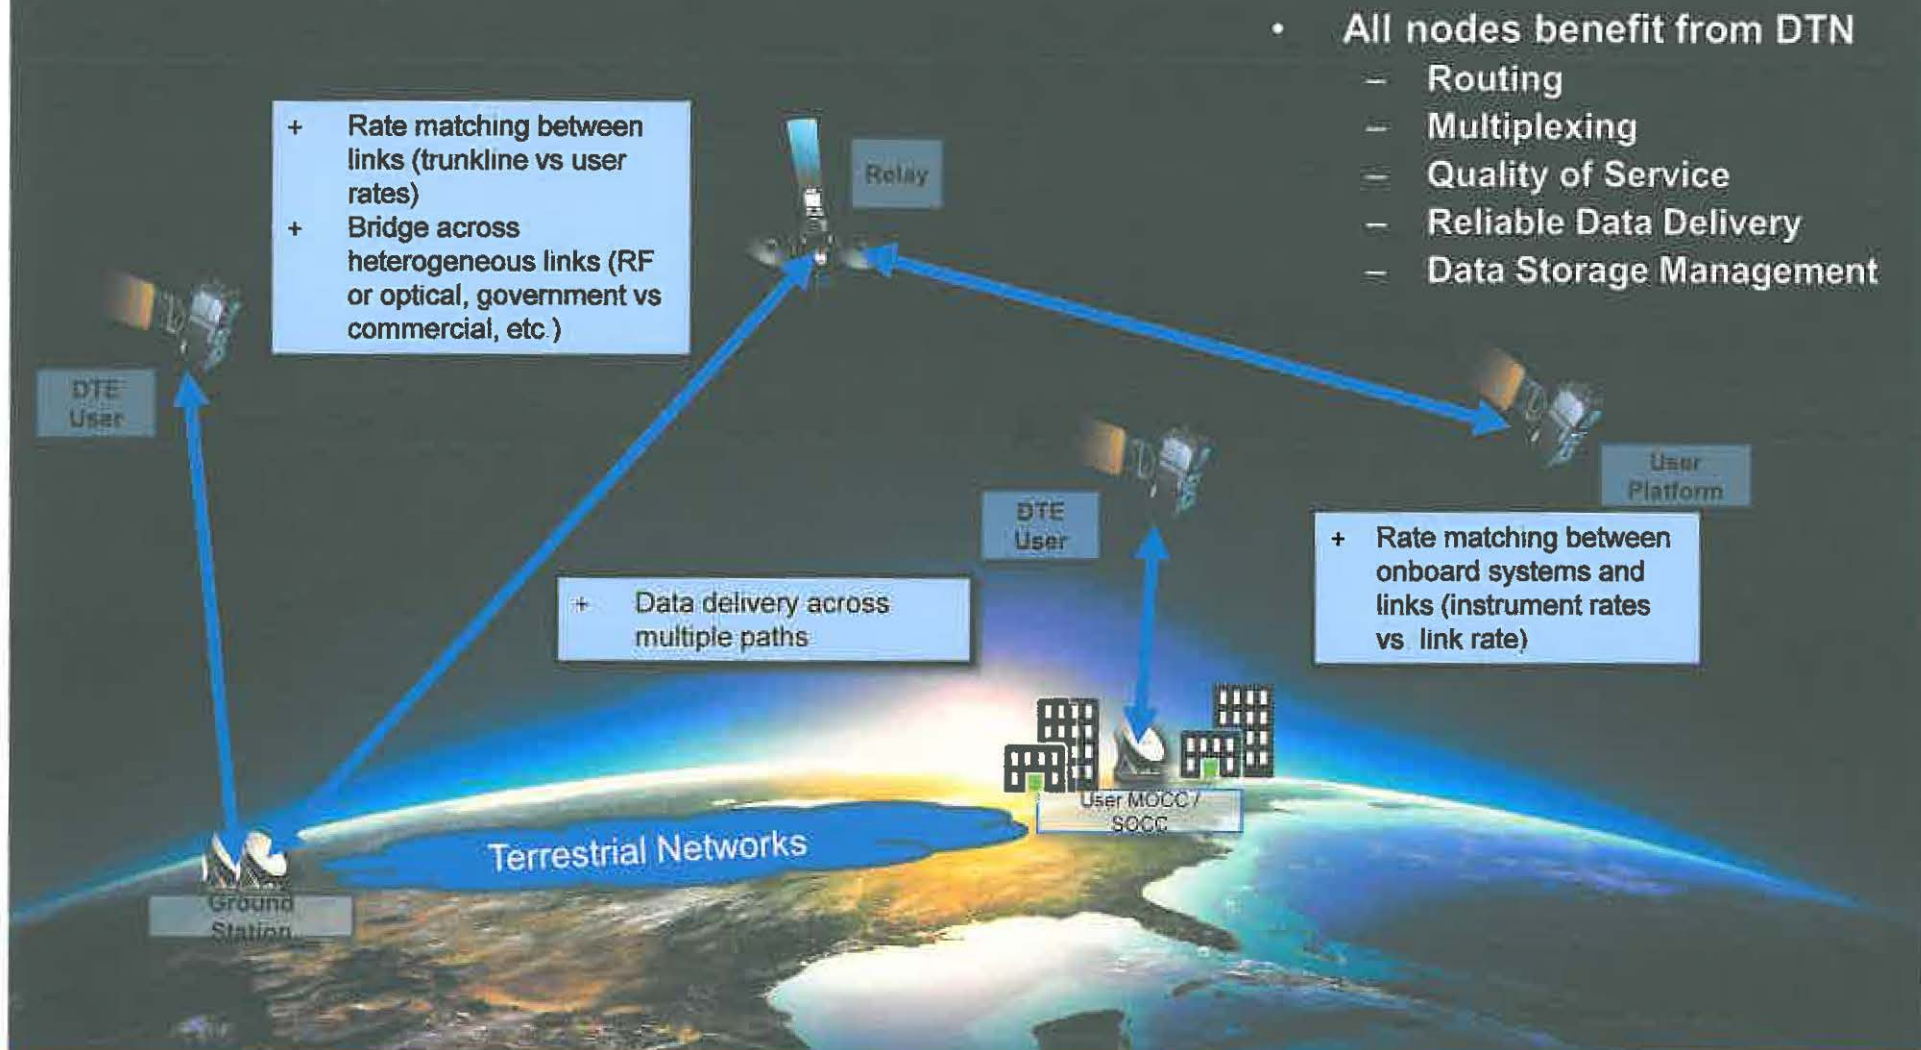 • All nodes benefit from DTN
– Routing
– Multiplexing
– Quality of Service
– Reliable Data Delivery
– Data Storage Management
+ Rate matching between
links (trunkline vs user
rates)
+ Bridge across
heterogeneous links (RF
or optical, government vs
commercial, etc.)
Relay
DTE
User
DTE
User
User
Platform
+ Rate matching between
onboard systems and
links (instrument rates
vs. link rate)
+ Data delivery across
multiple paths
User MOCC /
SOCC
Terrestrial Networks
Ground
Station